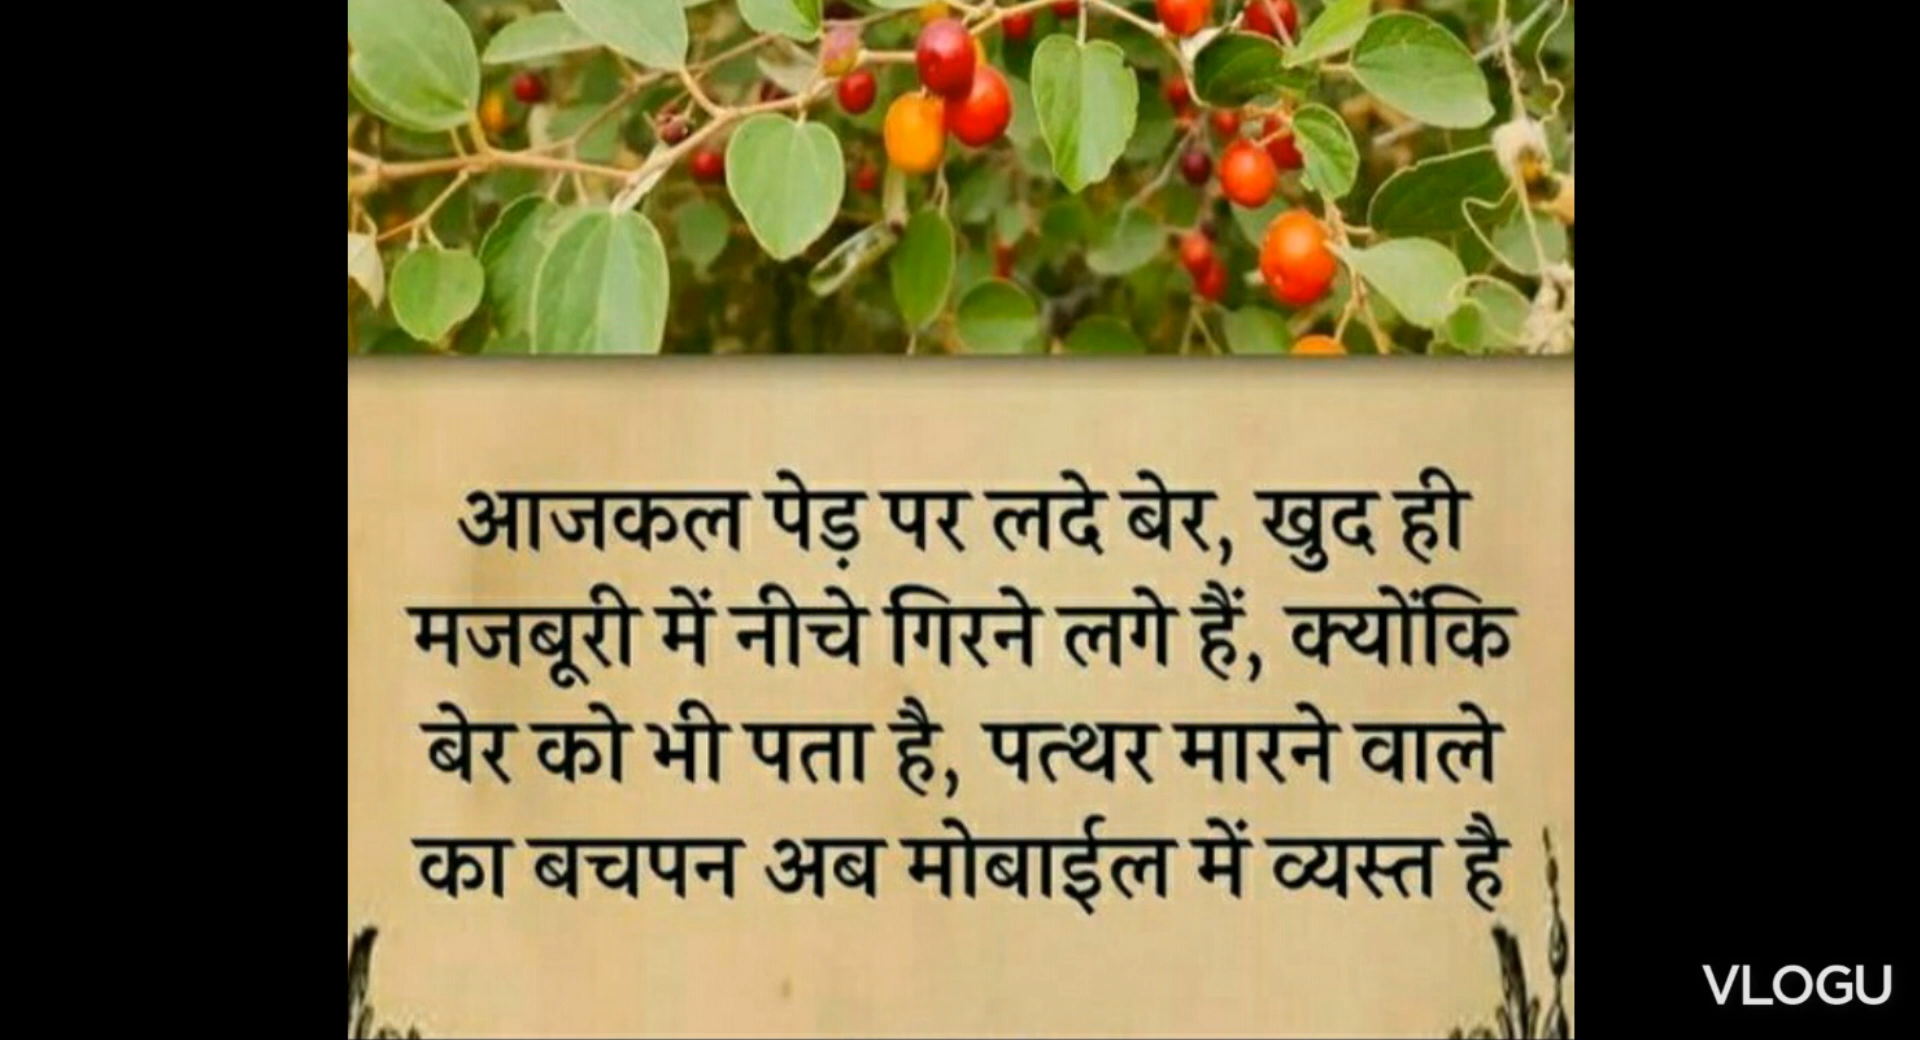 आजकल पेड़ पर लदे बेर, खुद ही
मजबूरी में नीचे गिरने लगे हैं, क्योंकि
बेर को भी पता है, पत्थर मारने वाले
का बचपन अब मोबाईल में व्यस्त है
VLOGU